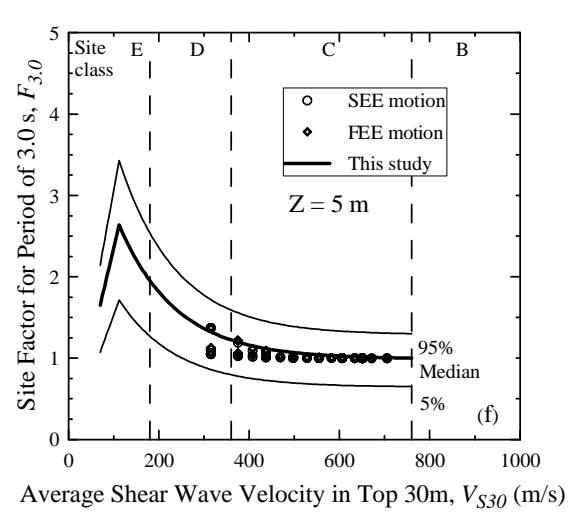 Site Factor for Period of 3.0 s, F3.0
5
4
3
2
1
0
Site class
E
D
C
B
SEE motion
FEE motion
This study
Z = 5 m
95%
Median
5%
(f)
0
200
400
600
800
1000
Average Shear Wave Velocity in Top 30m, VS30 (m/s)